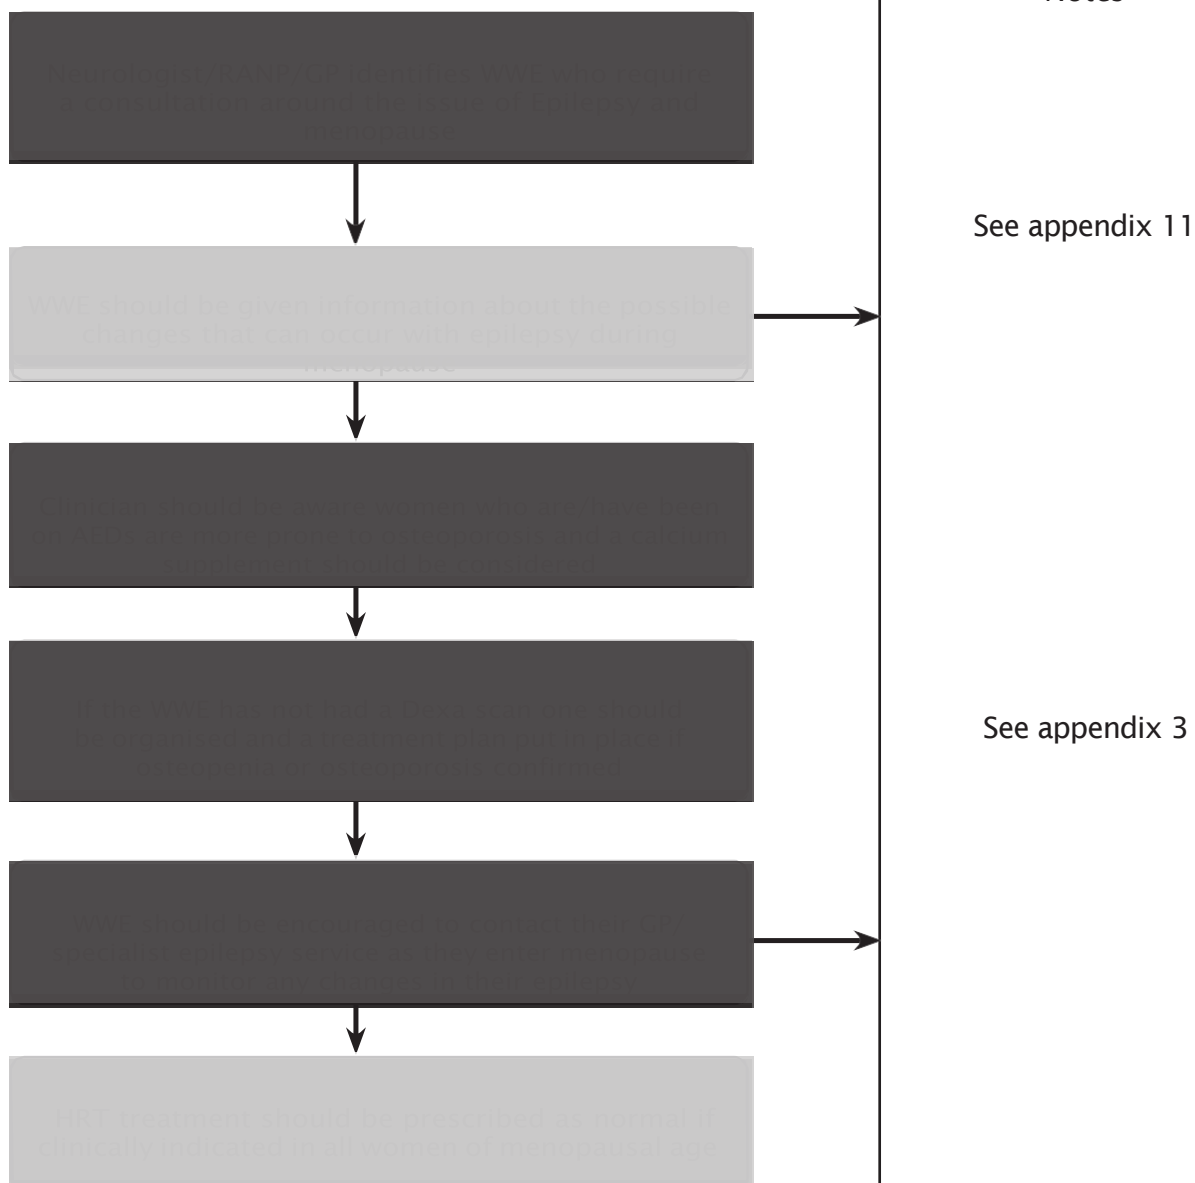 Notes
Neurologist/RANP/GP identifies WWE who require
a consultation around the issue of Epilepsy and
menopause
See appendix 11
WWE should be given information about the possible
changes that can occur with epilepsy during
menopause
Clinician should be aware women who are/have been
on AEDs are more prone to osteoporosis and a calcium
supplement should be considered
If the WWE has not had a Dexa scan one should
be organised and a treatment plan put in place if
osteopenia or osteoporosis confirmed
See appendix 3
WWE should be encouraged to contact their GP/
specialist epilepsy service as they enter menopause
to monitor any changes in their epilepsy
HRT treatment should be prescribed as normal if
clinically indicated in all women of menopausal age